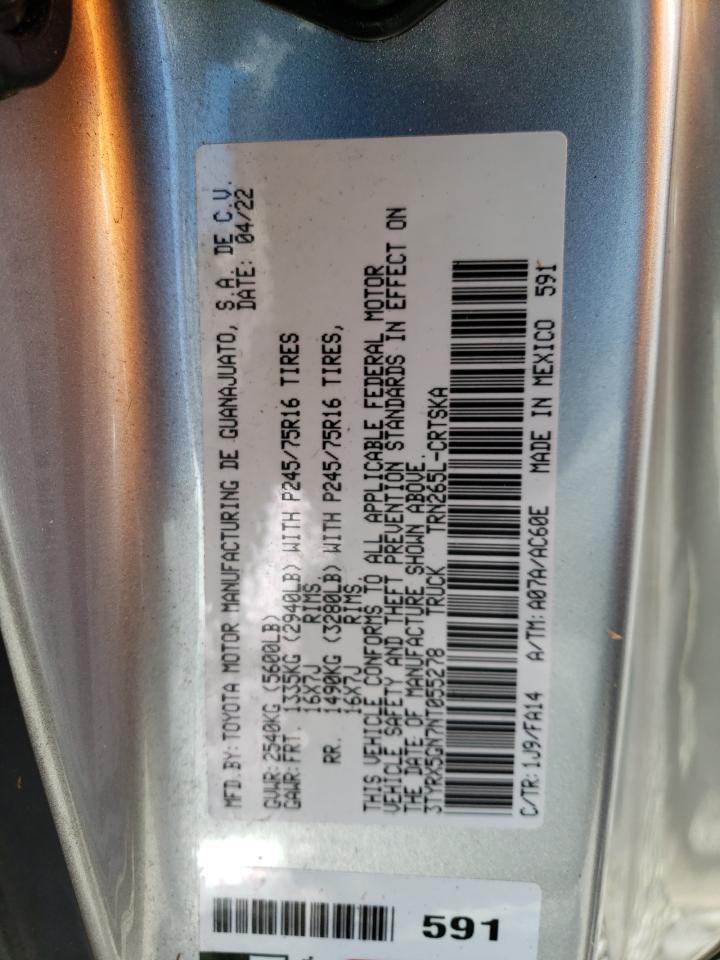 MFD.BY: TOYOTA MOTOR MANUFACTURING DE GUANAJUATO, S.A. DE C.V.
DATE: 04/22
GVWR: 2540KG (5600LB)
GAWR: FRT. 1335KG (2940LB) WITH P245/75R16 TIRES
16X7J RIMS,
RR. 1490KG (3280LB) WITH P245/75R16 TIRES,
16X7J RIMS.
THIS VEHICLE CONFORMS TO ALL APPLICABLE FEDERAL MOTOR
VEHICLE SAFETY AND THEFT PREVENTION STANDARDS IN EFFECT ON
THE DATE OF MANUFACTURE SHOWN ABOVE.
3TYRX5GN7NT055278 TRUCK TRN265L-CRTSKA
C/TR: 1J9/FA14 A/TM: A07A/AC60E MADE IN MEXICO 591
591